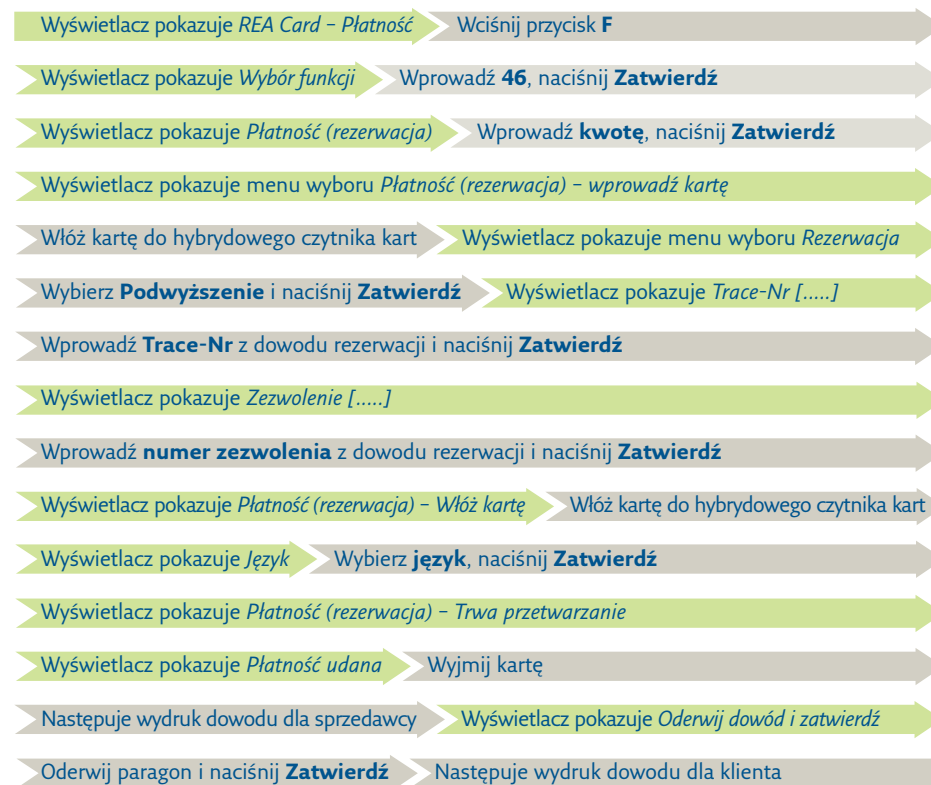 Wyświetlacz pokazuje REA Card – Płatność Wciśnij przycisk F
Wyświetlacz pokazuje Wybór funkcji Wprowadź 46, naciśnij Zatwierdź
Wyświetlacz pokazuje Płatność (rezerwacja) Wprowadź kwotę, naciśnij Zatwierdź
Wyświetlacz pokazuje menu wyboru Płatność (rezerwacja) – wprowadź kartę
Włóż kartę do hybrydowego czytnika kart Wyświetlacz pokazuje menu wyboru Rezerwacja
Wybierz Podwyższenie i naciśnij Zatwierdź Wyświetlacz pokazuje Trace-Nr [.....]
Wprowadź Trace-Nr z dowodu rezerwacji i naciśnij Zatwierdź
Wyświetlacz pokazuje Zezwolenie [.....]
Wprowadź numer zezwolenia z dowodu rezerwacji i naciśnij Zatwierdź
Wyświetlacz pokazuje Płatność (rezerwacja) – Włóż kartę Włóż kartę do hybrydowego czytnika kart
Wyświetlacz pokazuje Język Wybierz język, naciśnij Zatwierdź
Wyświetlacz pokazuje Płatność (rezerwacja) – Trwa przetwarzanie
Wyświetlacz pokazuje Płatność udana Wyjmij kartę
Następuje wydruk dowodu dla sprzedawcy Wyświetlacz pokazuje Oderwij dowód i zatwierdź
Oderwij paragon i naciśnij Zatwierdź Następuje wydruk dowodu dla klienta